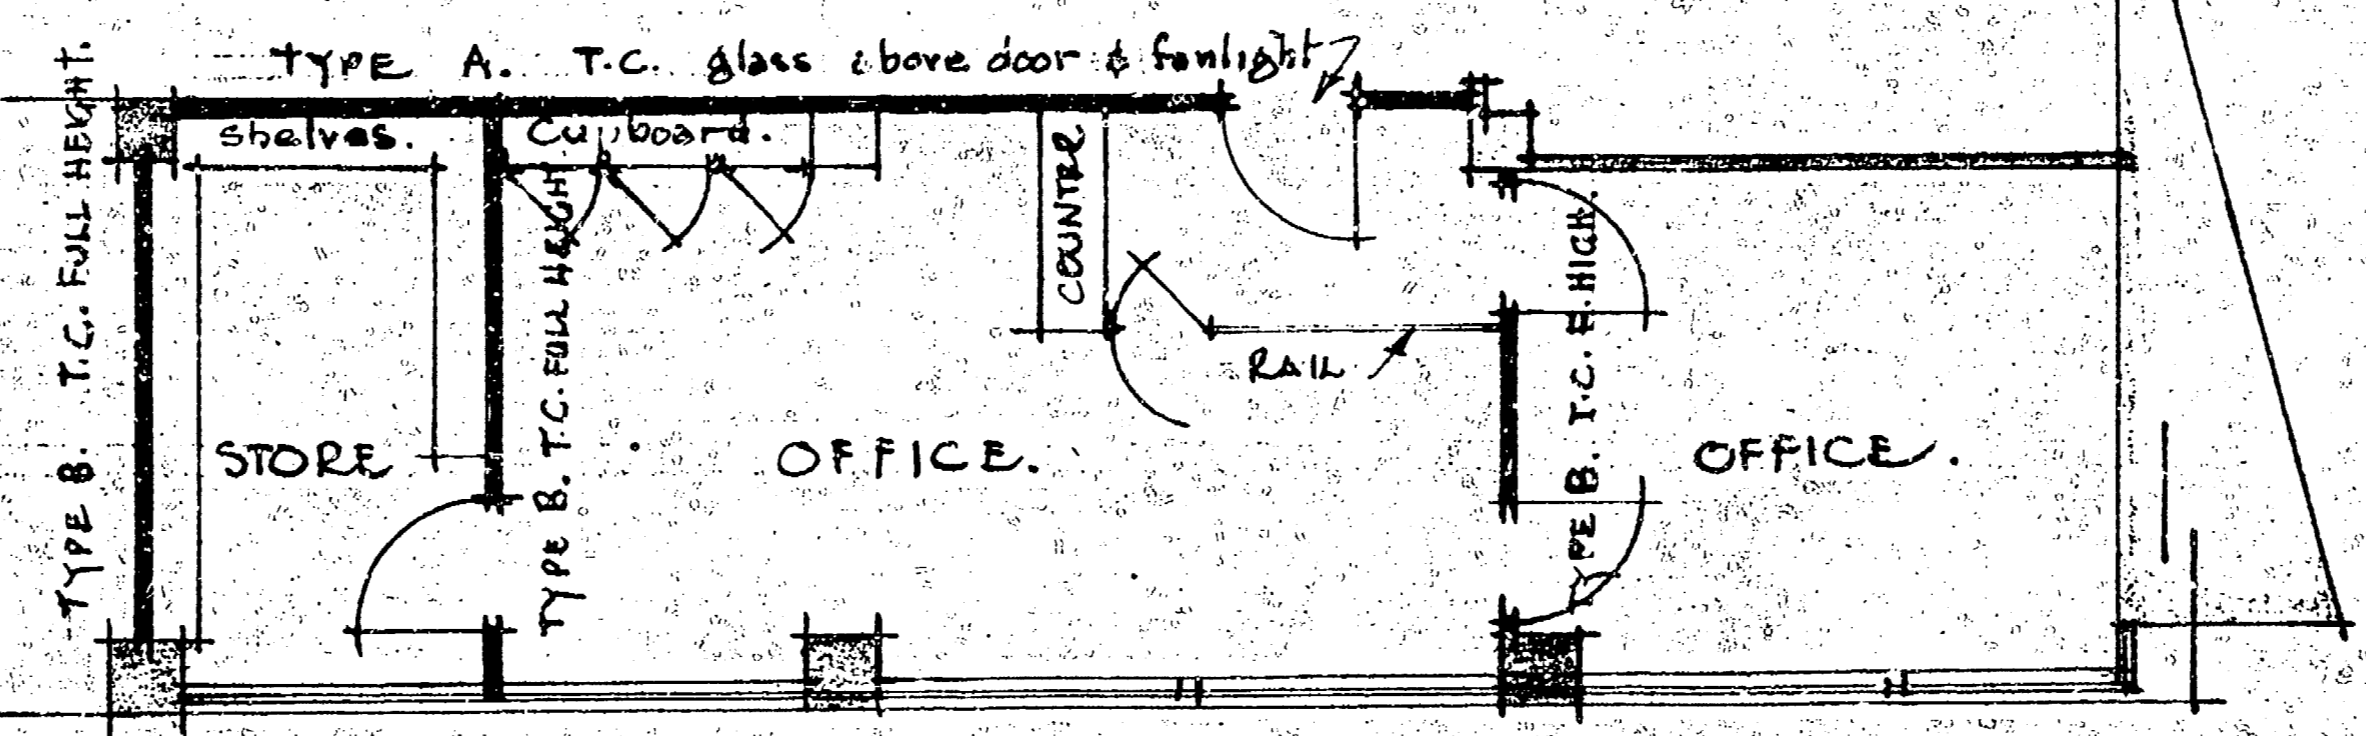 TYPE A. T.C. glass above door & fanlight
TYPE B. T.C. FULL HEIGHT.
shelves.
Cupboard.
TYPE B. T.C. FULL HEIGHT.
COUNTER
TYPE B. T.C. F. HIGH.
RAIL
STORE
OFFICE.
OFFICE.